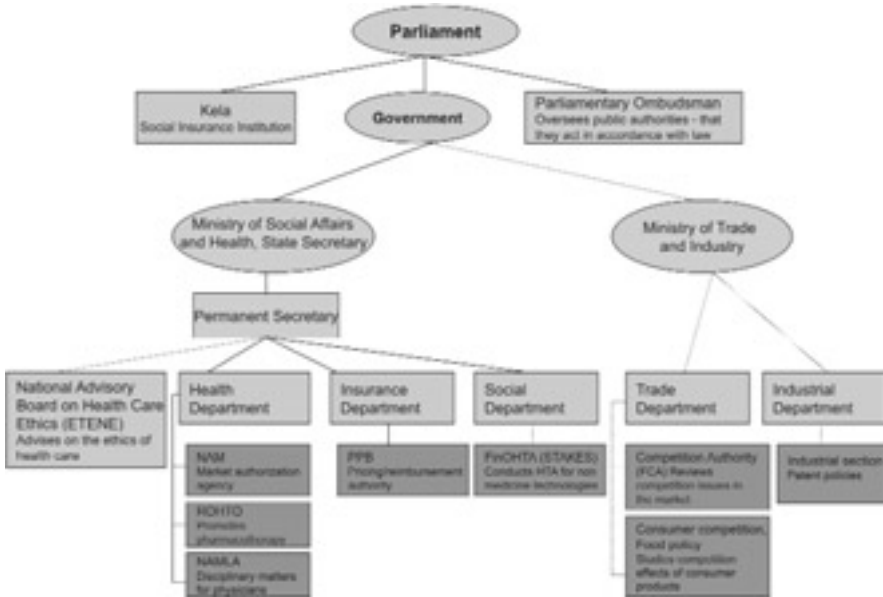 Parliament
Kela
Social Insurance Institution
Government
Parliamentary Ombudsman
Oversees public authorities - that
they act in accordance with law
Ministry of Social Affairs
and Health, State Secretary
Ministry of Trade
and Industry
Permanent Secretary
National Advisory
Board on Health Care
Ethics (ETENE)
Advises on the ethics of
health care
Health
Department
Insurance
Department
Social
Department
Trade
Department
Industrial
Department
NAM
Market authorization
agency
ROHTO
Promotes
pharmacotherapy
NAMLA
Disciplinary matters
for physicians
PPB
Pricing/reimbursement
authority
FinOHTA (STAKES)
Conducts HTA for non
medicine technologies
Competition Authority
(FCA) Reviews
competition issues in
the market
Consumer competition,
Food policy
Studies competition
effects of consumer
products
Industrial section
Patent policies